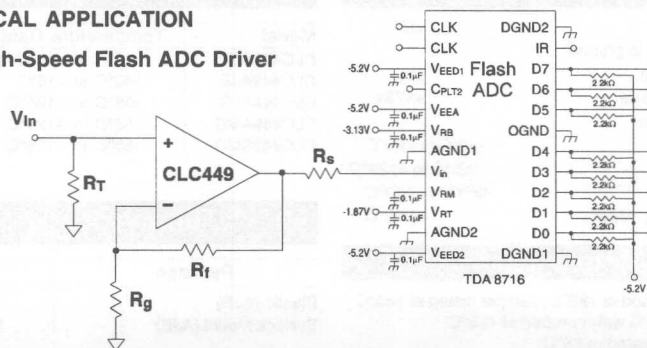 CAL APPLICATION
h-Speed Flash ADC Driver
Vin
RT
+
CLC449
−
Rs
Rf
Rg
CLK
CLK
-5.2V
0.1µF
VEED1
CPLT2
-5.2V
VEEA
0.1µF
-3.13V
VRB
0.1µF
AGND1
Vin
VRM
0.1µF
-1.87V
VRT
0.1µF
AGND2
-5.2V
VEED2
0.1µF
Flash
ADC
DGND2
IR
D7
2.2kΩ
D6
2.2kΩ
D5
2.2kΩ
OGND
D4
2.2kΩ
D3
2.2kΩ
D2
2.2kΩ
D1
2.2kΩ
D0
2.2kΩ
DGND1
-5.2V
TDA 8716